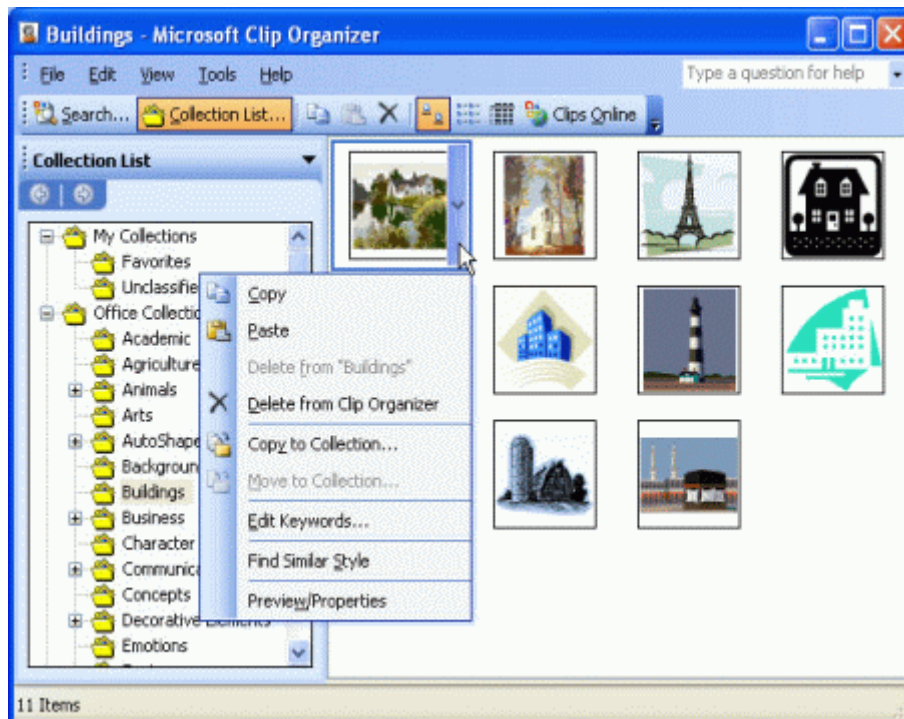 Buildings - Microsoft Clip Organizer
File Edit View Tools Help
Type a question for help
Search... Collection List... Clips Online
Collection List
My Collections
Favorites
Unclassifie
Office Collectio
Academic
Agriculture
Animals
Arts
AutoShape
Backgroun
Buildings
Business
Character
Communica
Concepts
Decorative Elements
Emotions
Copy
Paste
Delete from "Buildings"
Delete from Clip Organizer
Copy to Collection...
Move to Collection...
Edit Keywords...
Find Similar Style
Preview/Properties
11 Items